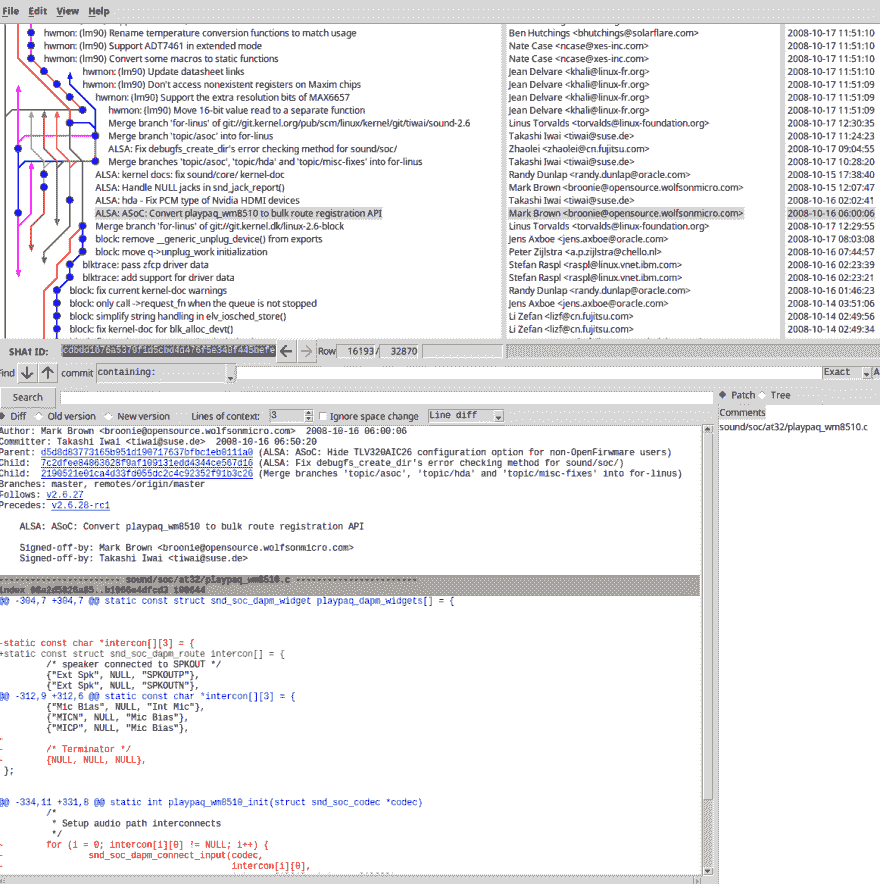 File Edit View Help
hwmon: (lm90) Rename temperature conversion functions to match usage Ben Hutchings <bhutchings@solarflare.com> 2008-10-17 11:51:10
hwmon: (lm90) Support ADT7461 in extended mode Nate Case <ncase@xes-inc.com> 2008-10-17 11:51:10
hwmon: (lm90) Convert some macros to static functions Nate Case <ncase@xes-inc.com> 2008-10-17 11:51:10
hwmon: (lm90) Update datasheet links Jean Delvare <khali@linux-fr.org> 2008-10-17 11:51:10
hwmon: (lm90) Don't access nonexistent registers on Maxim chips Jean Delvare <khali@linux-fr.org> 2008-10-17 11:51:09
hwmon: (lm90) Support the extra resolution bits of MAX6657 Jean Delvare <khali@linux-fr.org> 2008-10-17 11:51:09
hwmon: (lm90) Move 16-bit value read to a separate function Jean Delvare <khali@linux-fr.org> 2008-10-17 11:51:09
Merge branch 'for-linus' of git://git.kernel.org/pub/scm/linux/kernel/git/tiwai/sound-2.6 Linus Torvalds <torvalds@linux-foundation.org> 2008-10-17 12:30:35
Merge branch 'topic/asoc' into for-linus Takashi Iwai <tiwai@suse.de> 2008-10-17 11:24:23
ALSA: Fix debugfs_create_dir's error checking method for sound/soc/ Zhaolei <zhaolei@cn.fujitsu.com> 2008-10-17 09:04:55
Merge branches 'topic/asoc', 'topic/hda' and 'topic/misc-fixes' into for-linus Takashi Iwai <tiwai@suse.de> 2008-10-17 10:28:20
ALSA: kernel docs: fix sound/core/ kernel-doc Randy Dunlap <randy.dunlap@oracle.com> 2008-10-15 17:38:40
ALSA: Handle NULL jacks in snd_jack_report() Mark Brown <broonie@opensource.wolfsonmicro.com> 2008-10-15 12:07:47
ALSA: hda - Fix PCM type of Nvidia HDMI devices Takashi Iwai <tiwai@suse.de> 2008-10-16 02:02:41
ALSA: ASoC: Convert playpaq_wm8510 to bulk route registration API Mark Brown <broonie@opensource.wolfsonmicro.com> 2008-10-16 06:00:06
Merge branch 'for-linus' of git://git.kernel.dk/linux-2.6-block Linus Torvalds <torvalds@linux-foundation.org> 2008-10-17 12:29:55
block: remove __generic_unplug_device() from exports Jens Axboe <jens.axboe@oracle.com> 2008-10-17 08:03:08
block: move q->unplug_work initialization Peter Zijlstra <a.p.zijlstra@chello.nl> 2008-10-16 07:44:57
blktrace: pass zfcp driver data Stefan Raspl <raspl@linux.vnet.ibm.com> 2008-10-16 02:23:39
blktrace: add support for driver data Stefan Raspl <raspl@linux.vnet.ibm.com> 2008-10-16 02:23:21
block: fix current kernel-doc warnings Randy Dunlap <randy.dunlap@oracle.com> 2008-10-16 01:46:23
block: only call ->request_fn when the queue is not stopped Jens Axboe <jens.axboe@oracle.com> 2008-10-14 03:51:06
block: simplify string handling in elv_iosched_store() Li Zefan <lizf@cn.fujitsu.com> 2008-10-14 02:49:56
block: fix kernel-doc for blk_alloc_devt() Li Zefan <lizf@cn.fujitsu.com> 2008-10-14 02:49:34
SHA1 ID: Row 16193 / 32870
Find commit containing: Exact A
Search Patch Tree
Diff Old version New version Lines of context: 3 Ignore space change Line diff Comments
sound/soc/at32/playpaq_wm8510.c
Author: Mark Brown <broonie@opensource.wolfsonmicro.com> 2008-10-16 06:00:06
Committer: Takashi Iwai <tiwai@suse.de> 2008-10-16 06:50:20
Parent: d5d8d83773165b951d190717637bfbc1eb8111a0 (ALSA: ASoC: Hide TLV320AIC26 configuration option for non-OpenFirwmare users)
Child: 7c2dfee84863628f9af109131edd4344ce567d16 (ALSA: Fix debugfs_create_dir's error checking method for sound/soc/)
Child: 2190521e01ca4d33fd055dc2c4c92352f91b3c26 (Merge branches 'topic/asoc', 'topic/hda' and 'topic/misc-fixes' into for-linus)
Branches: master, remotes/origin/master
Follows: v2.6.27
Precedes: v2.6.28-rc1
ALSA: ASoC: Convert playpaq_wm8510 to bulk route registration API
Signed-off-by: Mark Brown <broonie@opensource.wolfsonmicro.com>
Signed-off-by: Takashi Iwai <tiwai@suse.de>
---------------------- sound/soc/at32/playpaq_wm8510.c ----------------------
index 100644
@@ -304,7 +304,7 @@ static const struct snd_soc_dapm_widget playpaq_dapm_widgets[] = {
-static const char *intercon[][3] = {
+static const struct snd_soc_dapm_route intercon[] = {
/* speaker connected to SPKOUT */
{"Ext Spk", NULL, "SPKOUTP"},
{"Ext Spk", NULL, "SPKOUTN"},
@@ -312,9 +312,6 @@ static const char *intercon[][3] = {
{"Mic Bias", NULL, "Int Mic"},
{"MICN", NULL, "Mic Bias"},
{"MICP", NULL, "Mic Bias"},
-
- /* Terminator */
- {NULL, NULL, NULL},
};
@@ -334,11 +331,8 @@ static int playpaq_wm8510_init(struct snd_soc_codec *codec)
/*
* Setup audio path interconnects
*/
- for (i = 0; intercon[i][0] != NULL; i++) {
- snd_soc_dapm_connect_input(codec,
- intercon[i][0],